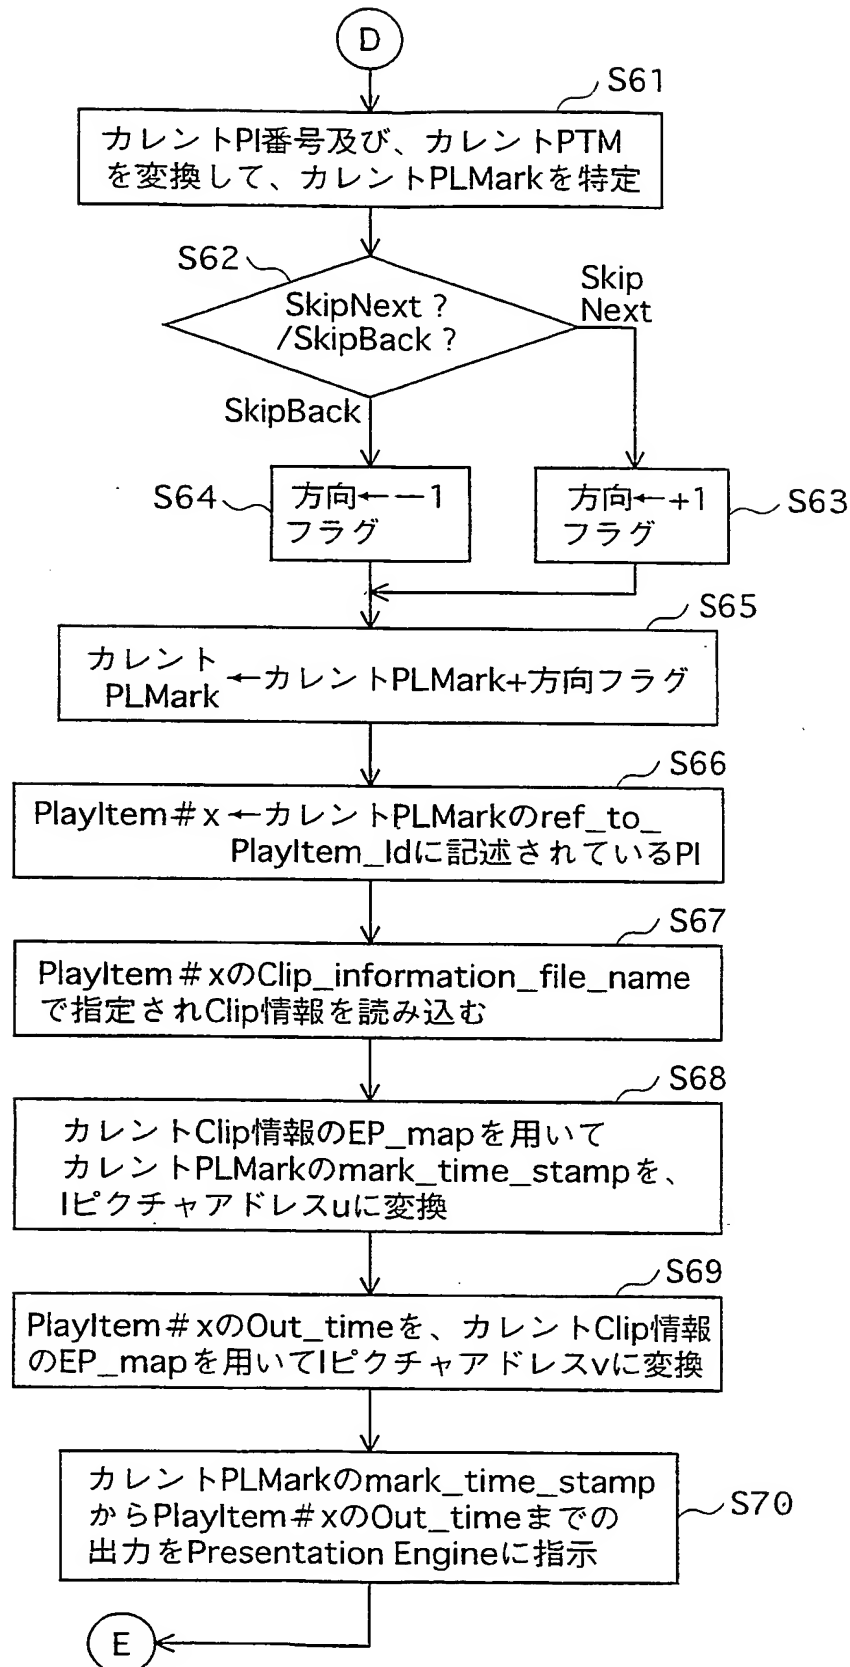 D
S61
カレントPI番号及び、カレントPTM
を変換して、カレントPLMarkを特定
S62
SkipNext ?
/SkipBack ?
Skip
Next
SkipBack
S64
方向←−1
フラグ
方向←+1
フラグ
S63
S65
カレント
PLMark
←カレントPLMark+方向フラグ
S66
PlayItem#x←カレントPLMarkのref_to_
PlayItem_Idに記述されているPI
S67
PlayItem#xのClip_information_file_name
で指定されClip情報を読み込む
S68
カレントClip情報のEP_mapを用いて
カレントPLMarkのmark_time_stampを、
Iピクチャアドレスuに変換
S69
PlayItem#xのOut_timeを、カレントClip情報
のEP_mapを用いてIピクチャアドレスvに変換
カレントPLMarkのmark_time_stamp
からPlayItem#xのOut_timeまでの
出力をPresentation Engineに指示
S70
E